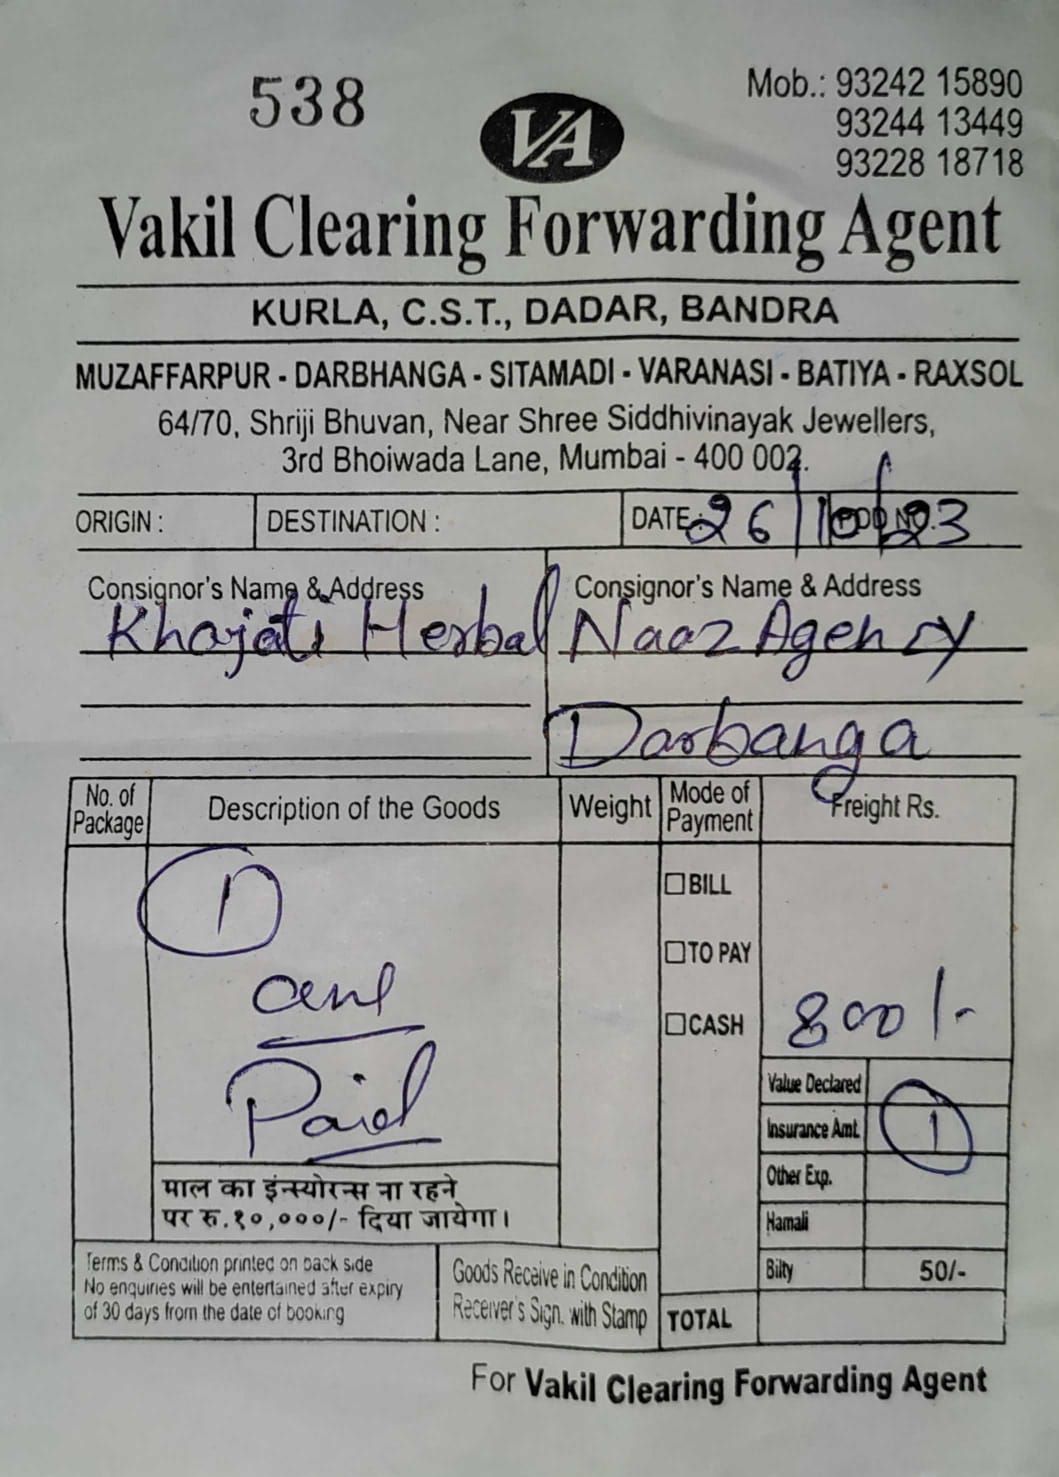 538
Mob.: 93242 15890
93244 13449
93228 18718
VA
Vakil Clearing Forwarding Agent
KURLA, C.S.T., DADAR, BANDRA
MUZAFFARPUR - DARBHANGA - SITAMADI - VARANASI - BATIYA - RAXSOL
64/70, Shriji Bhuvan, Near Shree Siddhivinayak Jewellers,
3rd Bhoiwada Lane, Mumbai - 400 002.
ORIGIN : DESTINATION : DATE : 26/10/23 POD NO.
Consignor's Name & Address Consignor's Name & Address
Khojati Herbal Naaz Agency
Darbanga
No. of Package Description of the Goods Weight Mode of Payment Freight Rs.
1
BILL
TO PAY
CASH 800/-
Paid
Value Declared
Insurance Amt. 1
Other Exp.
Hamali
Bilty 50/-
TOTAL
माल का इंन्स्योरन्स ना रहने
पर रु.१०,०००/- दिया जायेगा।
Terms & Condition printed on back side
No enquiries will be entertained after expiry
of 30 days from the date of booking
Goods Receive in Condition
Receiver's Sign. with Stamp
For Vakil Clearing Forwarding Agent